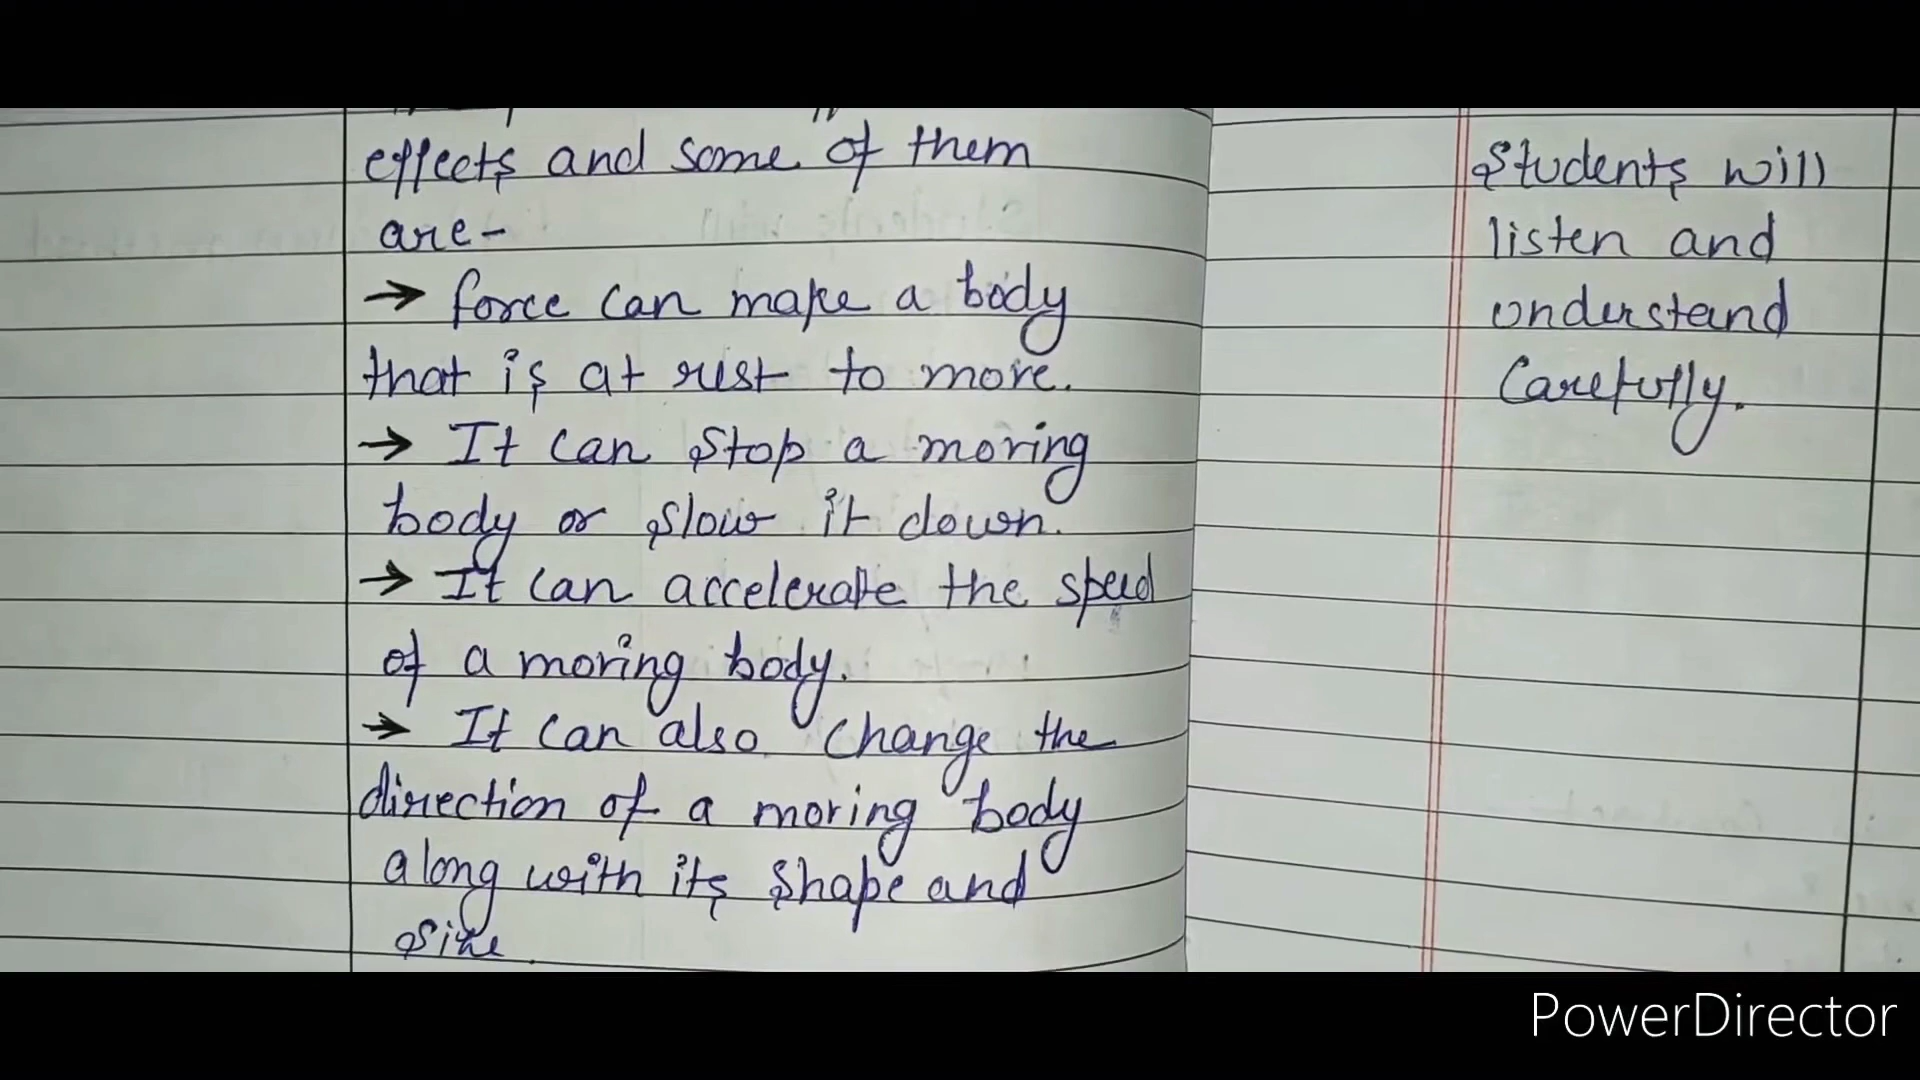 effects and some of them
are-
→ force can make a body
that is at rest to move.
→ It can stop a moving
body or slow it down.
→ It can accelerate the speed
of a moving body.
→ It can also change the
direction of a moving body
along with its shape and
size.
Students will
listen and
understand
Carefully.
PowerDirector